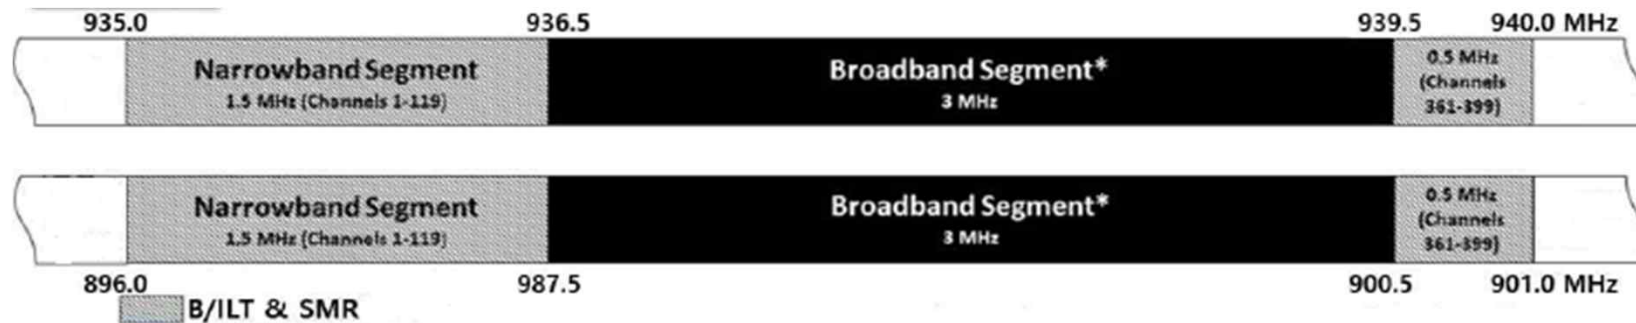 935.0 936.5 939.5 940.0 MHz
Narrowband Segment
1.5 MHz (Channels 1-119)
Broadband Segment*
3 MHz
0.5 MHz
(Channels
361-399)
Narrowband Segment
1.5 MHz (Channels 1-119)
Broadband Segment*
3 MHz
0.5 MHz
(Channels
361-399)
896.0 987.5 900.5 901.0 MHz
B/ILT & SMR